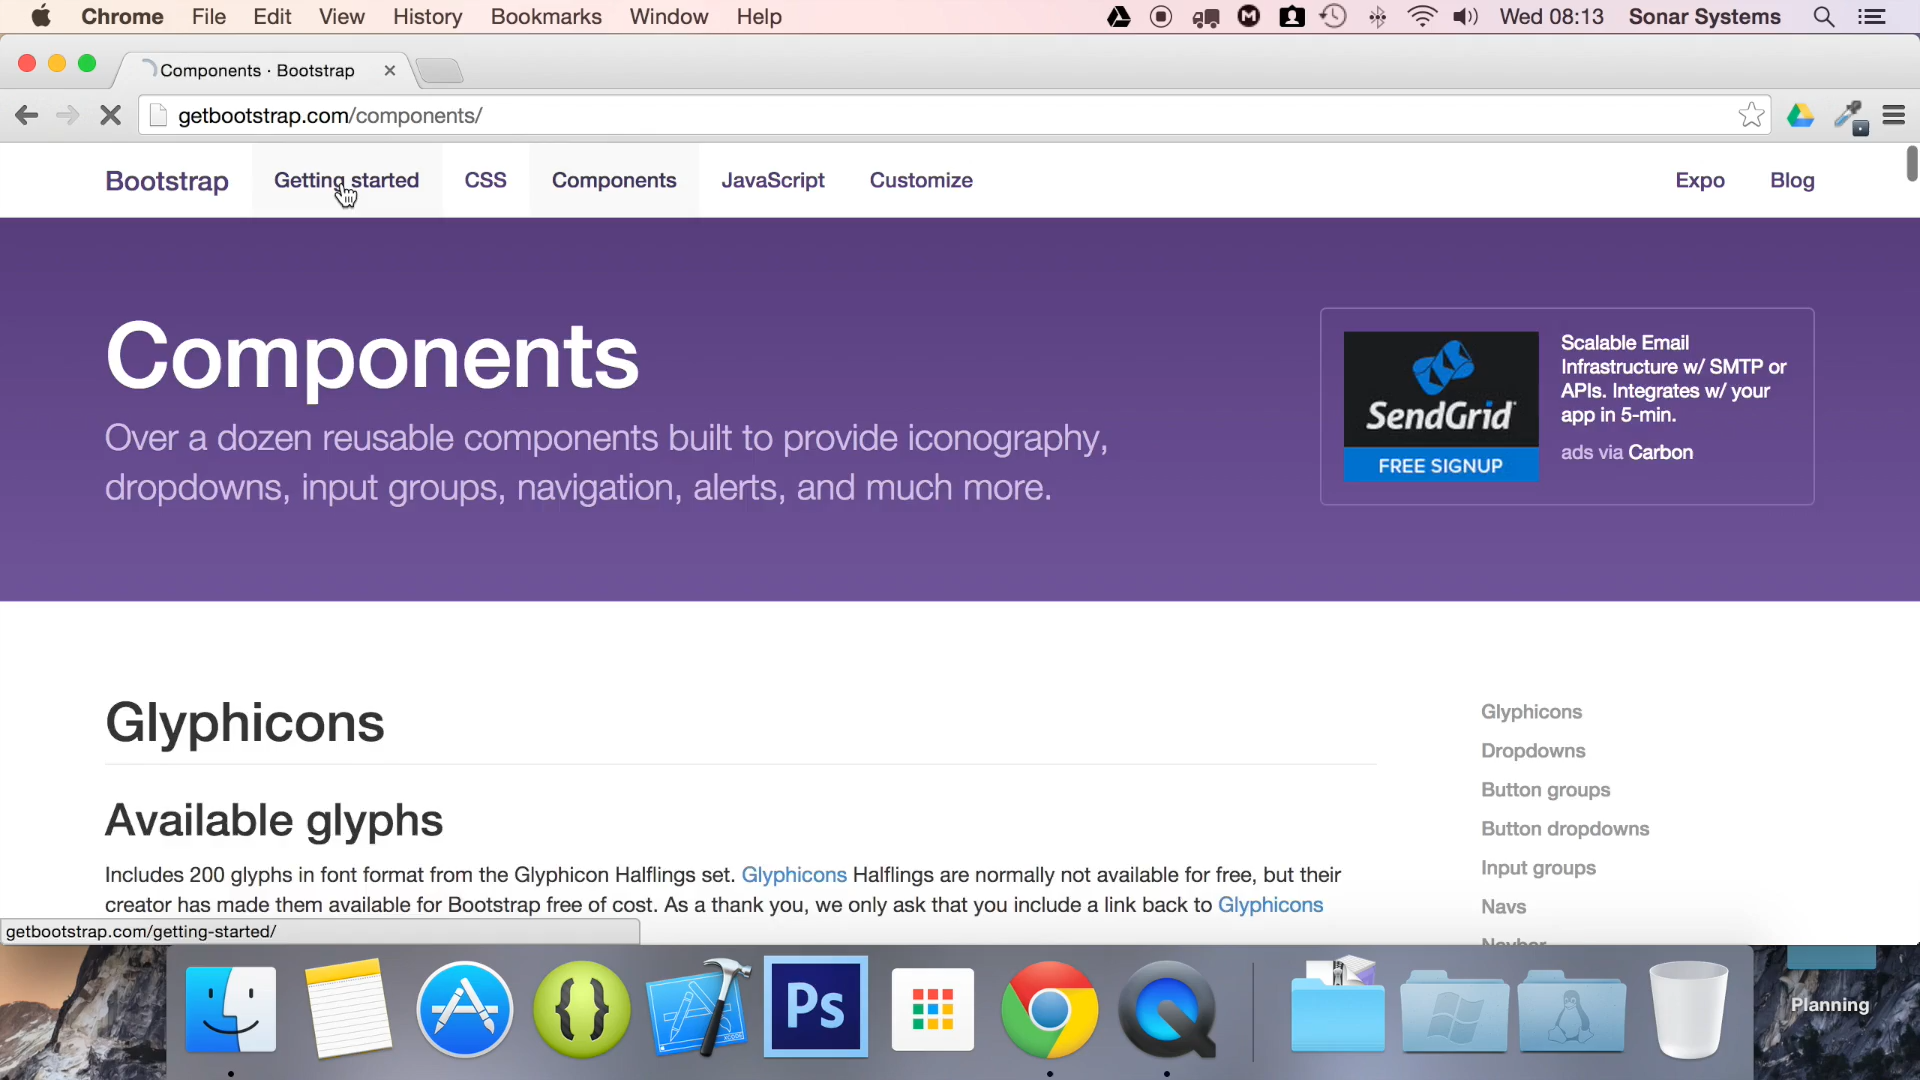 Chrome File Edit View History Bookmarks Window Help Wed 08:13 Sonar Systems
Components · Bootstrap
getbootstrap.com/components/
Bootstrap Getting started CSS Components JavaScript Customize Expo Blog
Components
Over a dozen reusable components built to provide iconography,
dropdowns, input groups, navigation, alerts, and much more.
SendGrid
FREE SIGNUP
Scalable Email
Infrastructure w/ SMTP or
APIs. Integrates w/ your
app in 5-min.
ads via Carbon
Glyphicons
Available glyphs
Includes 200 glyphs in font format from the Glyphicon Halflings set. Glyphicons Halflings are normally not available for free, but their
creator has made them available for Bootstrap free of cost. As a thank you, we only ask that you include a link back to Glyphicons
Glyphicons
Dropdowns
Button groups
Button dropdowns
Input groups
Navs
Navbar
getbootstrap.com/getting-started/
Ps
Planning